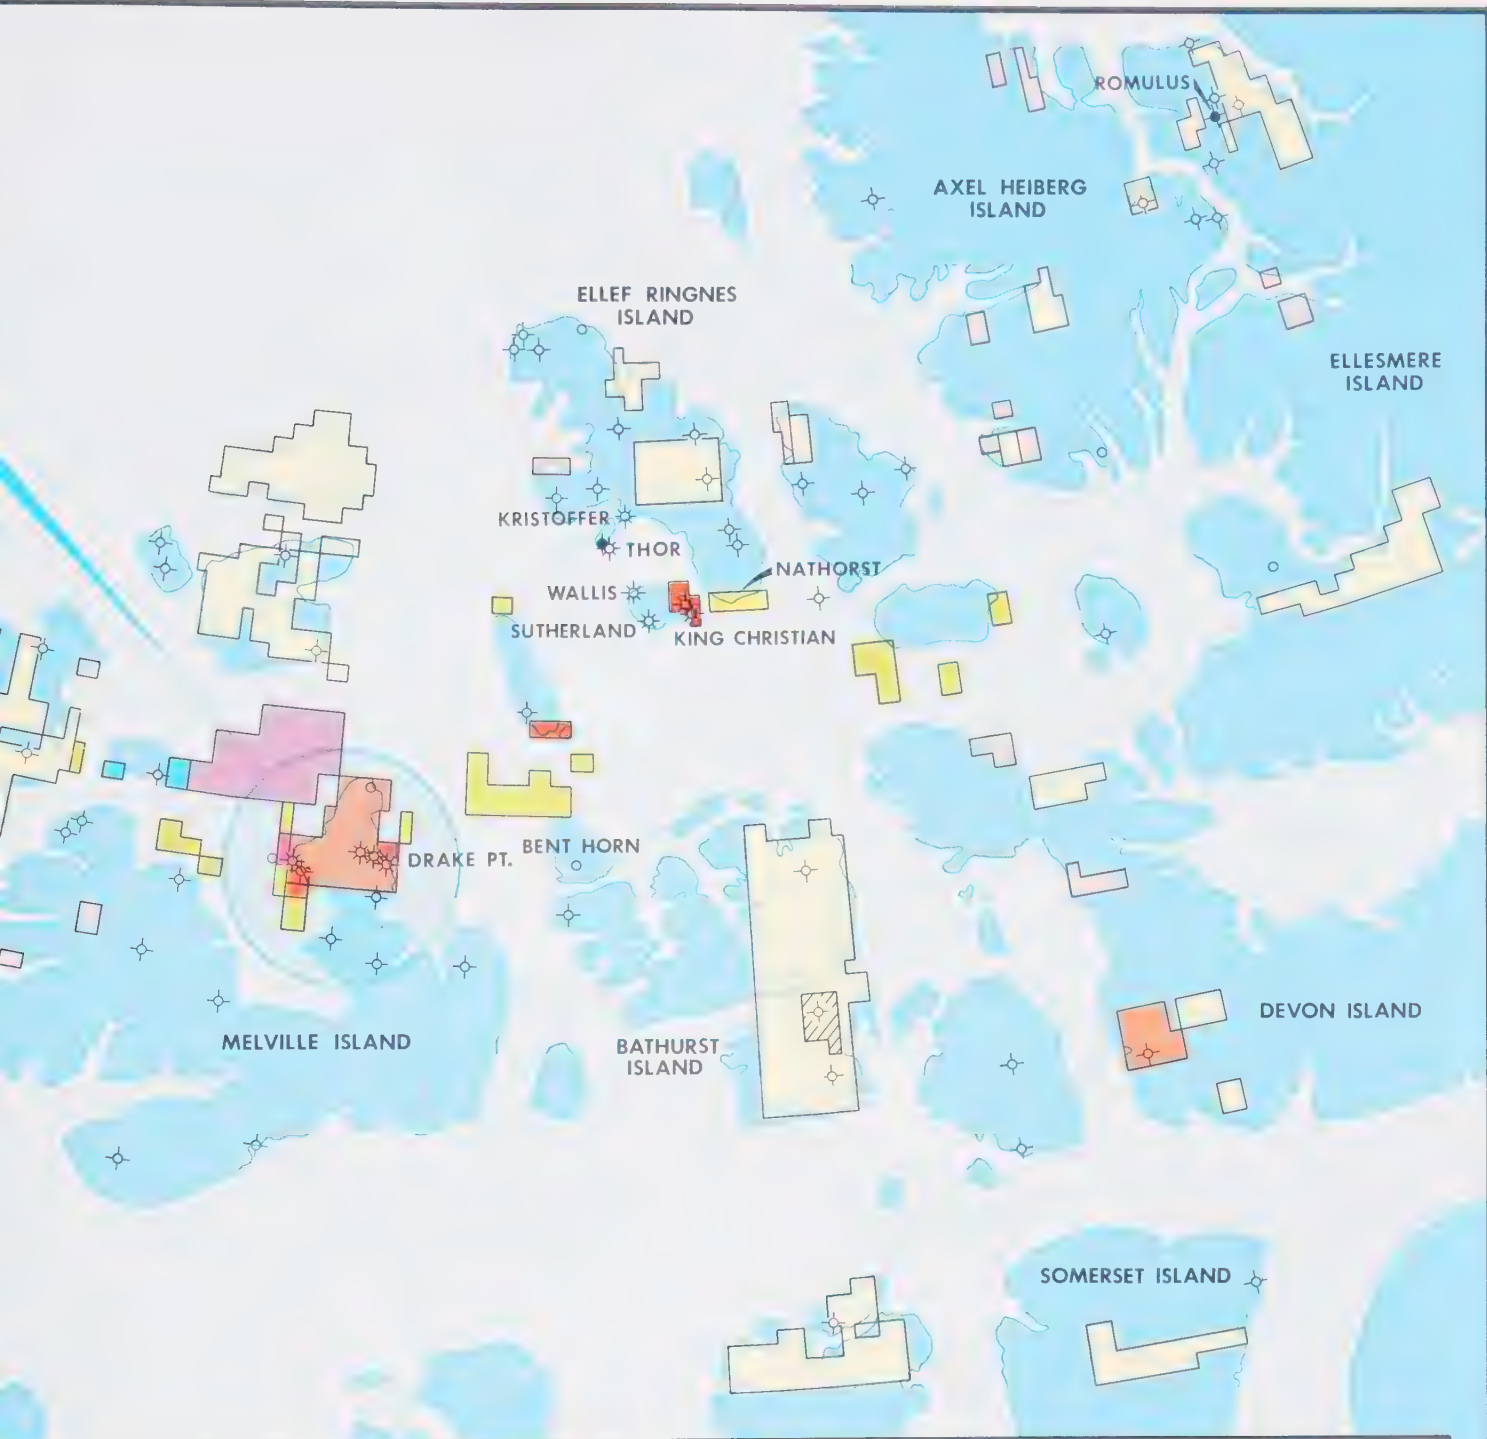 ROMULUS
AXEL HEIBERG
ISLAND
ELLEF RINGNES
ISLAND
ELLESMERE
ISLAND
KRISTOFFER
THOR
NATHORST
WALLIS
SUTHERLAND
KING CHRISTIAN
BENT HORN
DRAKE PT.
DEVON ISLAND
MELVILLE ISLAND
BATHURST
ISLAND
SOMERSET ISLAND